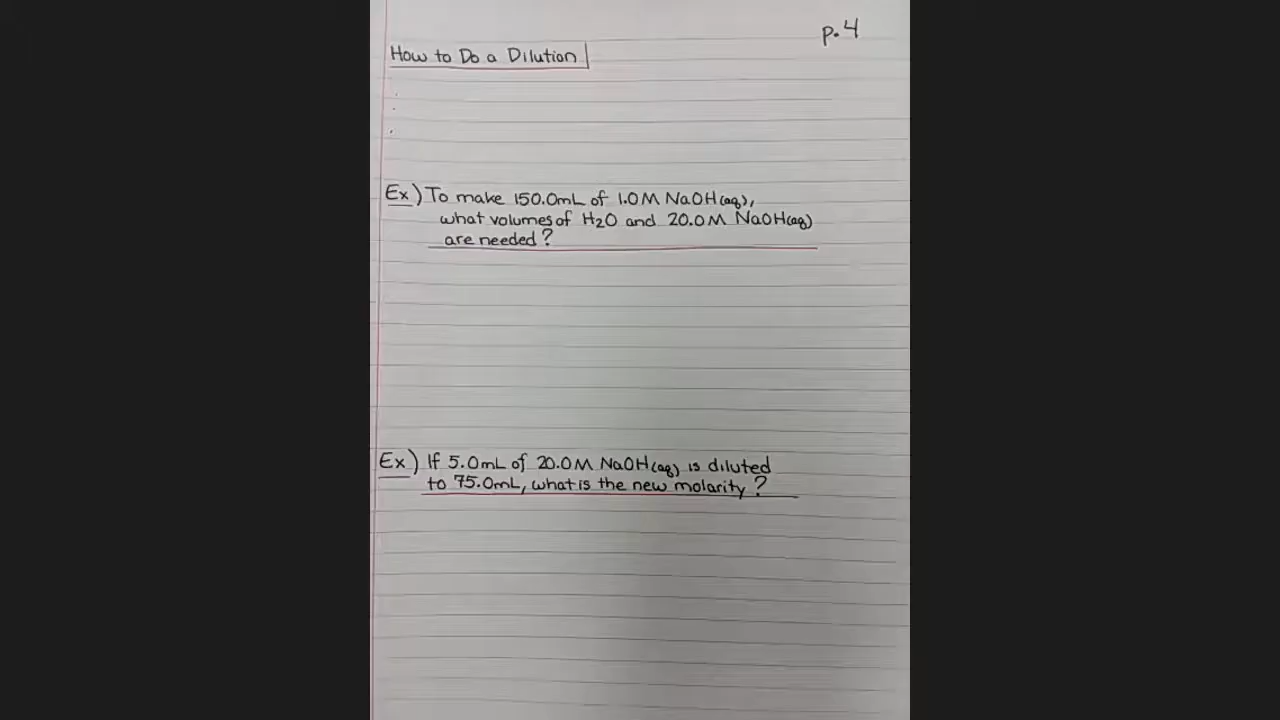 p.4
How to Do a Dilution
Ex) To make 150.0mL of 1.0M NaOH(aq),
what volumes of H₂O and 20.0M NaOH(aq)
are needed?
Ex) If 5.0mL of 20.0M NaOH(aq) is diluted
to 75.0mL, what is the new molarity?